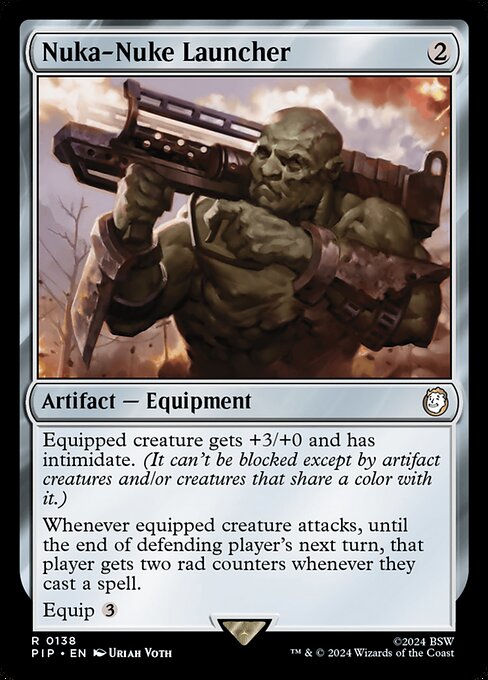 Nuka-Nuke Launcher 2
Artifact — Equipment
Equipped creature gets +3/+0 and has
intimidate. (It can't be blocked except by artifact
creatures and/or creatures that share a color with
it.)
Whenever equipped creature attacks, until
the end of defending player's next turn, that
player gets two rad counters whenever they
cast a spell.
Equip 3
R 0138
PIP • EN Uriah Voth
©2024 BSW
™ & © 2024 Wizards of the Coast